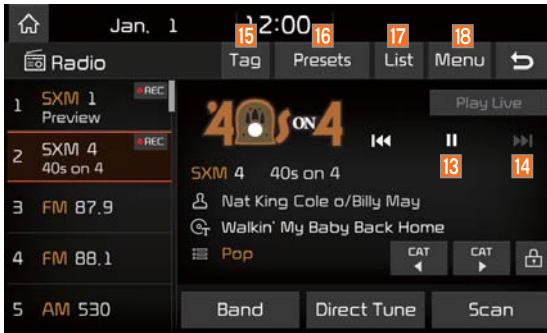 Jan. 1 12:00
15 16 17 18
Radio Tag Presets List Menu
1 SXM 1 REC
Preview
2 SXM 4 REC
40s on 4
3 FM 87.9
4 FM 88.1
5 AM 530
'40s ON 4
Play Live
13 14
SXM 4 40s on 4
Nat King Cole o/Billy May
Walkin' My Baby Back Home
Pop
CAT CAT
Band Direct Tune Scan